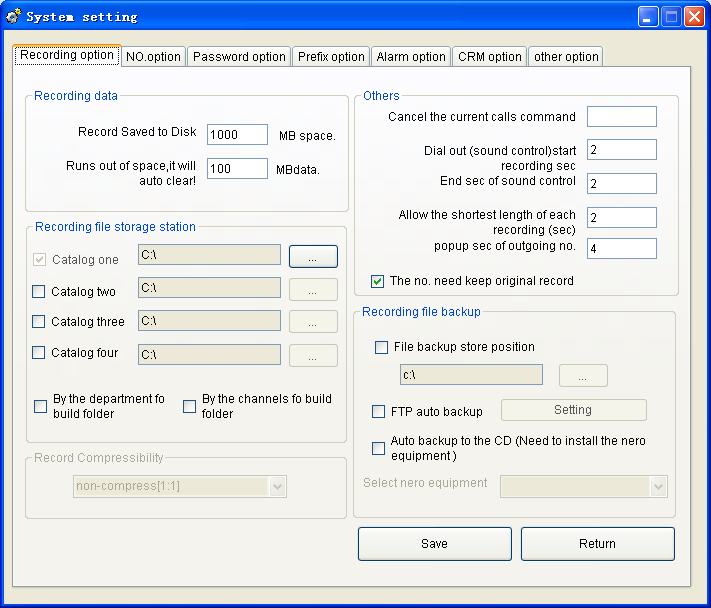 System setting
Recording option
NO.option
Password option
Prefix option
Alarm option
CRM option
other option
Recording data
Record Saved to Disk
1000
MB space.
Runs out of space,it will
auto clear!
100
MBdata.
Recording file storage station
Catalog one
C:\
...
Catalog two
C:\
...
Catalog three
C:\
...
Catalog four
C:\
...
By the department fo
build folder
By the channels fo build
folder
Record Compressibility
non-compress[1:1]
Others
Cancel the current calls command
Dial out (sound control)start
recording sec
2
End sec of sound control
2
Allow the shortest length of each
recording (sec)
2
popup sec of outgoing no.
4
The no. need keep original record
Recording file backup
File backup store position
c:\
...
FTP auto backup
Setting
Auto backup to the CD (Need to install the nero
equipment )
Select nero equipment
Save
Return